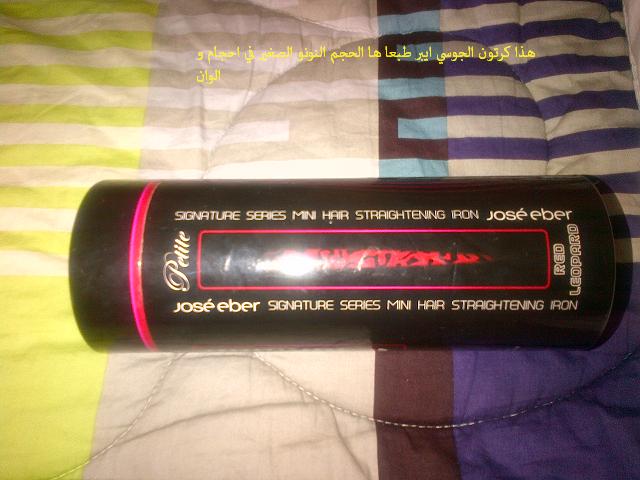 هذا كرتون الجوسي ايبر طبعا ها الحجم النونو الصغير في احجام و
الوان
SIGNATURE SERIES MINI HAIR STRAIGHTENING IRON José eber
Petite
RED
LEOPARD
José eber SIGNATURE SERIES MINI HAIR STRAIGHTENING IRON